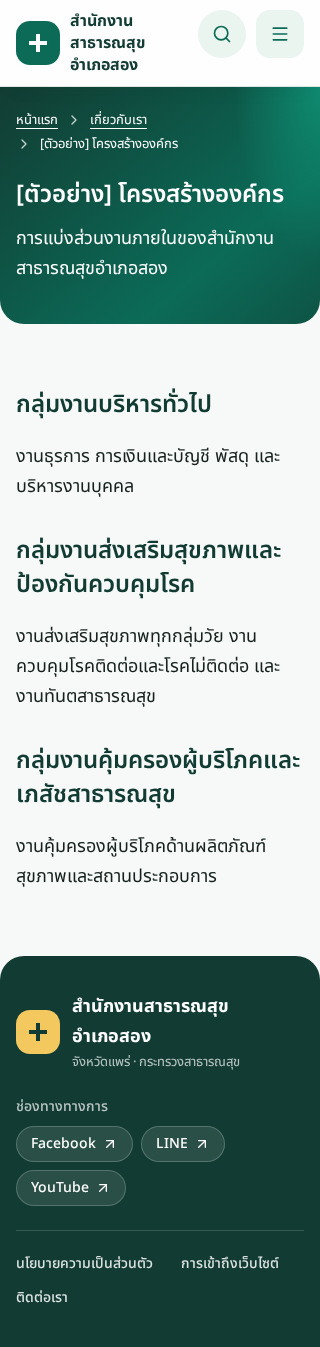 สำนักงาน
สาธารณสุข
อำเภอสอง
หน้าแรก
เกี่ยวกับเรา
[ตัวอย่าง] โครงสร้างองค์กร
[ตัวอย่าง] โครงสร้างองค์กร
การแบ่งส่วนงานภายในของสำนักงาน
สาธารณสุขอำเภอสอง
กลุ่มงานบริหารทั่วไป
งานธุรการ การเงินและบัญชี พัสดุ และ
บริหารงานบุคคล
กลุ่มงานส่งเสริมสุขภาพและ
ป้องกันควบคุมโรค
งานส่งเสริมสุขภาพทุกกลุ่มวัย งาน
ควบคุมโรคติดต่อและโรคไม่ติดต่อ และ
งานทันตสาธารณสุข
กลุ่มงานคุ้มครองผู้บริโภคและ
เภสัชสาธารณสุข
งานคุ้มครองผู้บริโภคด้านผลิตภัณฑ์
สุขภาพและสถานประกอบการ
สำนักงานสาธารณสุข
อำเภอสอง
จังหวัดแพร่ · กระทรวงสาธารณสุข
ช่องทางทางการ
Facebook
LINE
YouTube
นโยบายความเป็นส่วนตัว
การเข้าถึงเว็บไซต์
ติดต่อเรา